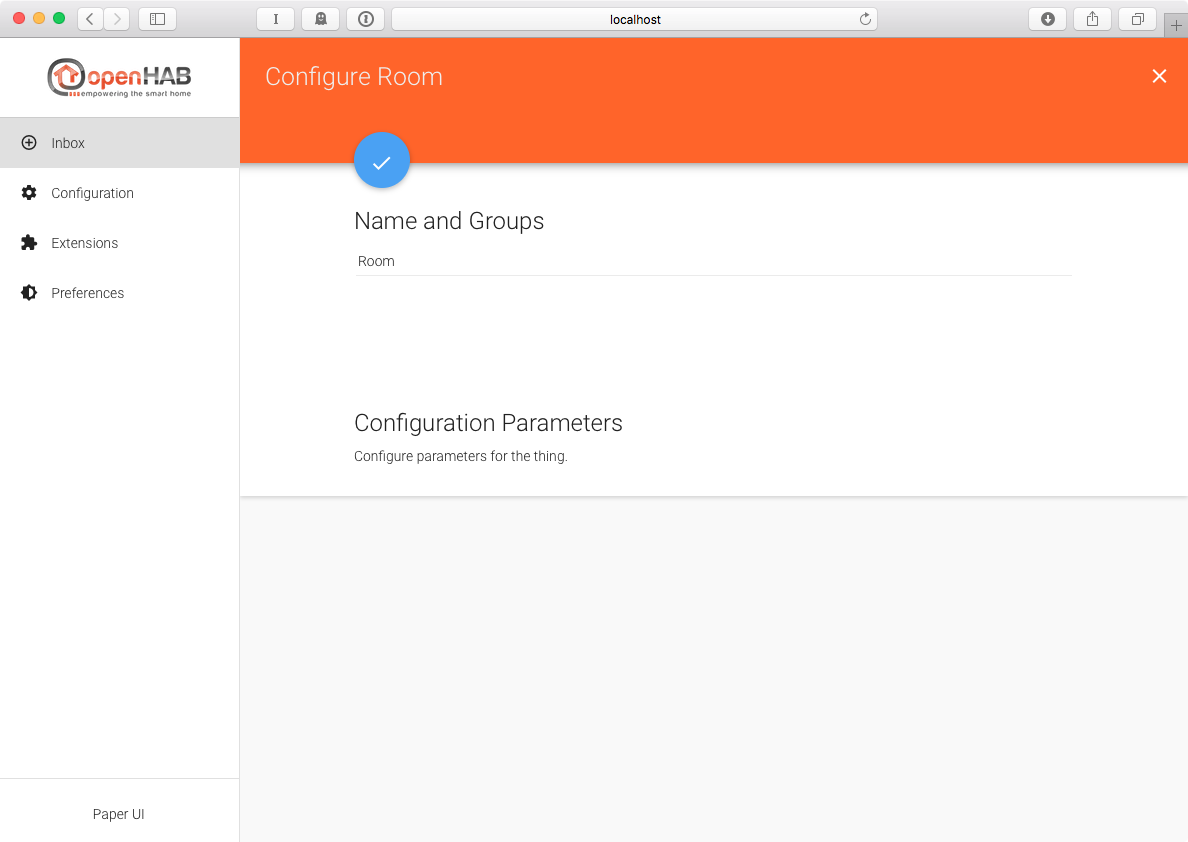 localhost
openHAB
empowering the smart home
Inbox
Configuration
Extensions
Preferences
Paper UI
Configure Room
Name and Groups
Room
Configuration Parameters
Configure parameters for the thing.